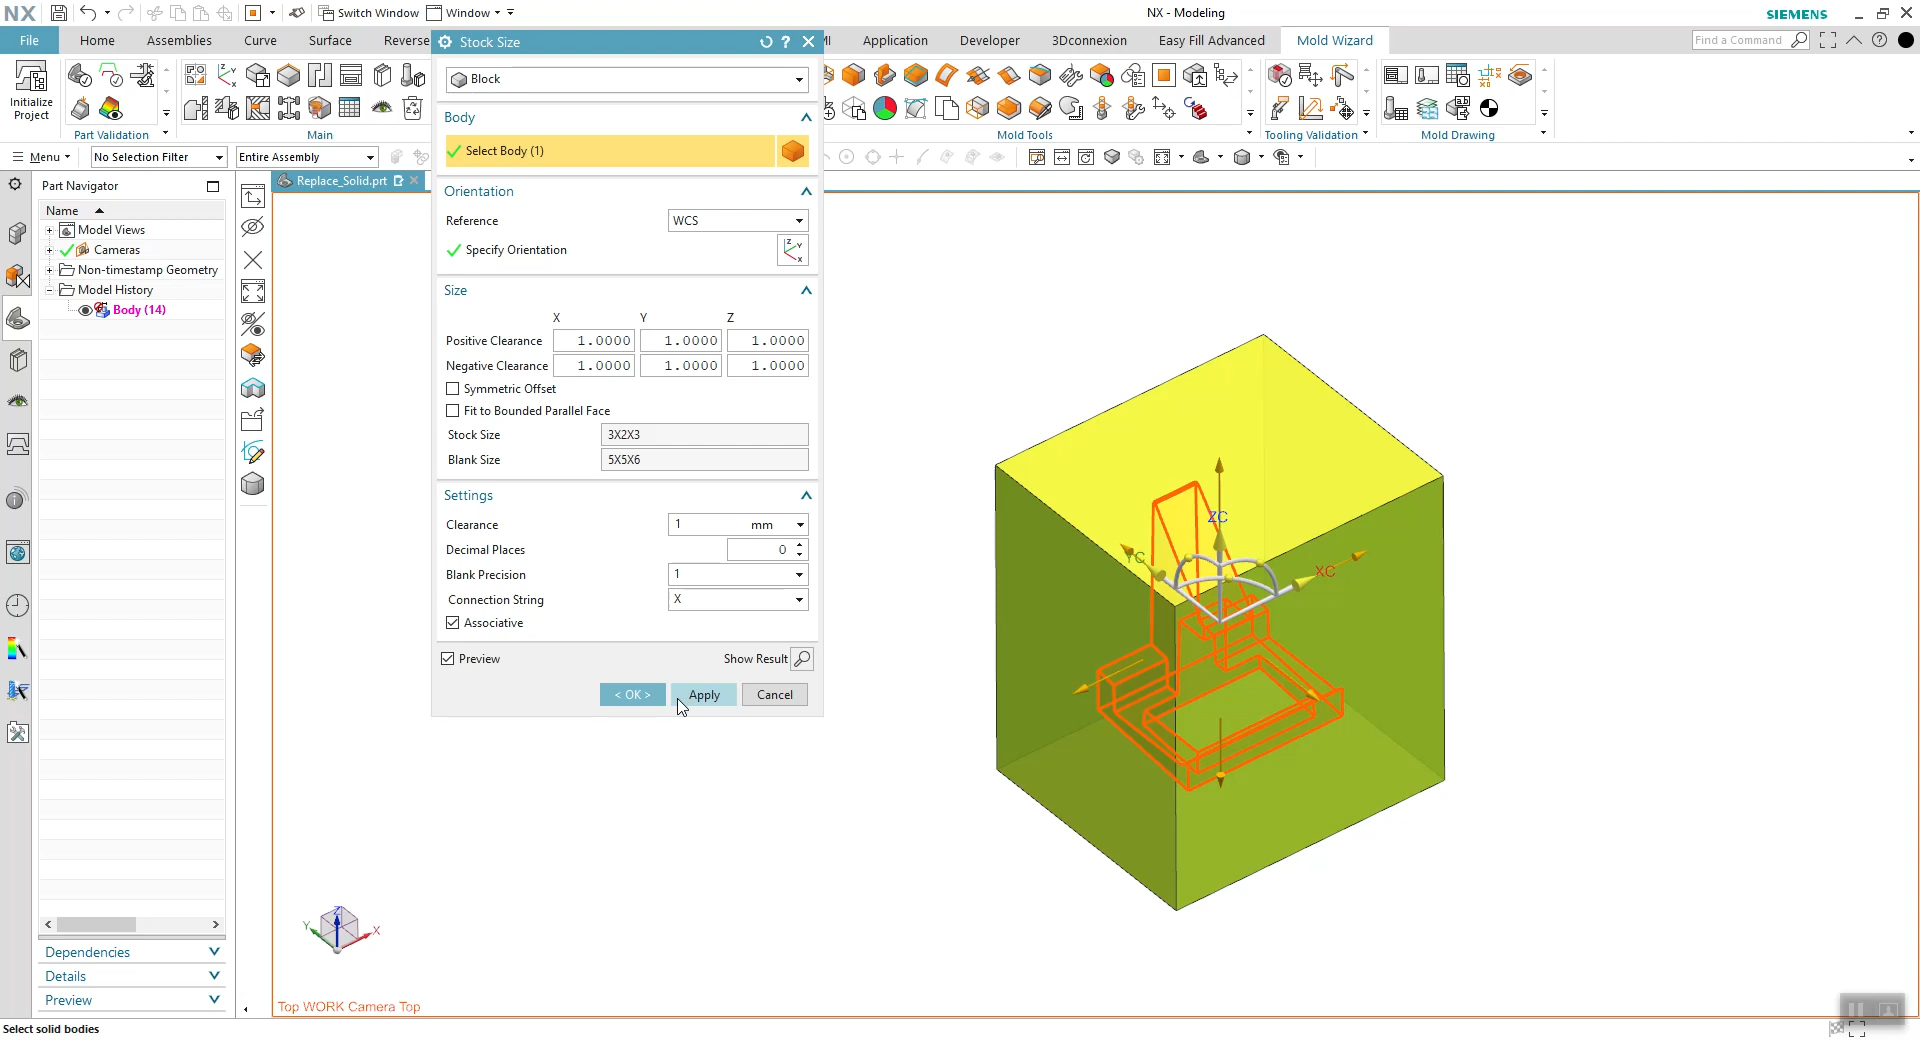 NX
Switch Window
Window
NX - Modeling
SIEMENS
File
Home
Assemblies
Curve
Surface
Reverse
Application
Developer
3Dconnexion
Easy Fill Advanced
Mold Wizard
Find a Command
Initialize
Project
Part Validation
Main
Mold Tools
Tooling Validation
Mold Drawing
Menu
No Selection Filter
Entire Assembly
Part Navigator
Name
Model Views
Cameras
Non-timestamp Geometry
Model History
Body (14)
Dependencies
Details
Preview
Replace_Solid.prt
Stock Size
Block
Body
Select Body (1)
Orientation
Reference
WCS
Specify Orientation
Size
X Y Z
Positive Clearance 1.0000 1.0000 1.0000
Negative Clearance 1.0000 1.0000 1.0000
Symmetric Offset
Fit to Bounded Parallel Face
Stock Size 3X2X3
Blank Size 5X5X6
Settings
Clearance 1 mm
Decimal Places 0
Blank Precision 1
Connection String X
Associative
Preview
Show Result
< OK > Apply Cancel
ZC
YC
XC
Z
Y
X
Top WORK Camera Top
Select solid bodies